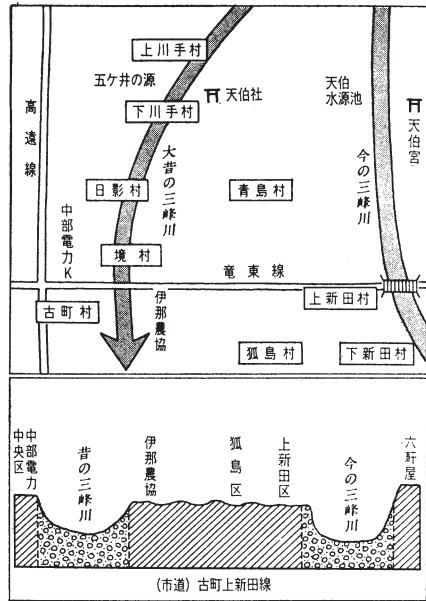 上川手村
五ケ井の源
天伯社
下川手村
天伯
水源池
天伯宮
高遠線
大昔の三峰川
今の三峰川
日影村
青島村
中部電力K
境村
竜東線
伊那農協
上新田村
古町村
狐島村
下新田村
中部電力
中央区
昔の三峰川
伊那農協
狐島区
上新田区
今の三峰川
六軒屋
(市道)古町上新田線